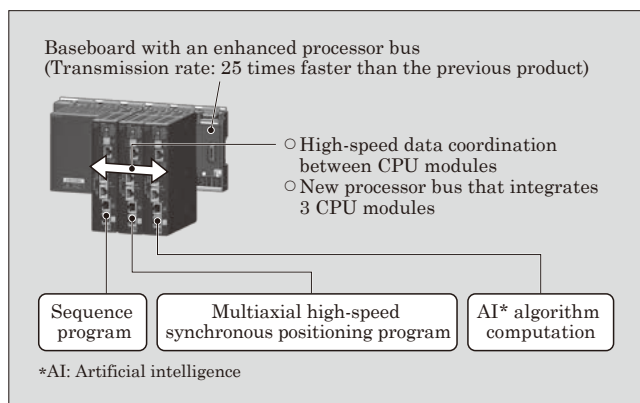 Baseboard with an enhanced processor bus
(Transmission rate: 25 times faster than the previous product)
○ High-speed data coordination
between CPU modules
○ New processor bus that integrates
3 CPU modules
Sequence
program
Multiaxial high-speed
synchronous positioning program
AI* algorithm
computation
*AI: Artificial intelligence